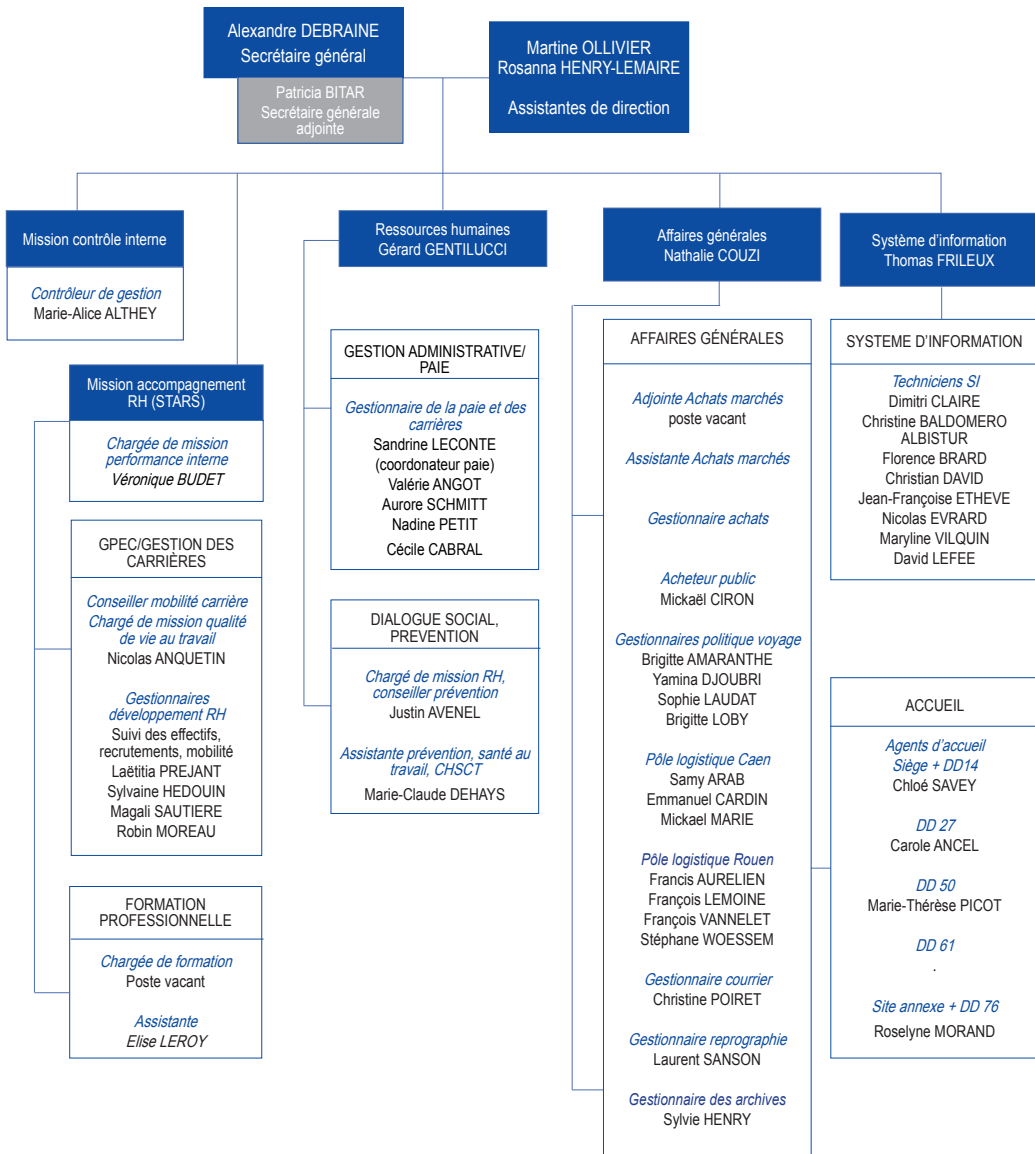 Alexandre DEBRAINE
Secrétaire général
Patricia BITAR
Secrétaire générale
adjointe
Martine OLLIVIER
Rosanna HENRY-LEMAIRE
Assistantes de direction
Mission contrôle interne
Contrôleur de gestion
Marie-Alice ALTHEY
Mission accompagnement
RH (STARS)
Chargée de mission
performance interne
Véronique BUDET
GPEC/GESTION DES
CARRIÈRES
Conseiller mobilité carrière
Chargé de mission qualité
de vie au travail
Nicolas ANQUETIN
Gestionnaires
développement RH
Suivi des effectifs,
recrutements, mobilité
Laëtitia PREJANT
Sylvaine HEDOUIN
Magali SAUTIERE
Robin MOREAU
FORMATION
PROFESSIONNELLE
Chargée de formation
Poste vacant
Assistante
Elise LEROY
Ressources humaines
Gérard GENTILUCCI
GESTION ADMINISTRATIVE/
PAIE
Gestionnaire de la paie et des
carrières
Sandrine LECONTE
(coordonateur paie)
Valérie ANGOT
Aurore SCHMITT
Nadine PETIT
Cécile CABRAL
DIALOGUE SOCIAL,
PREVENTION
Chargé de mission RH,
conseiller prévention
Justin AVENEL
Assistante prévention, santé au
travail, CHSCT
Marie-Claude DEHAYS
Affaires générales
Nathalie COUZI
AFFAIRES GÉNÉRALES
Adjointe Achats marchés
poste vacant
Assistante Achats marchés
Gestionnaire achats
Acheteur public
Mickaël CIRON
Gestionnaires politique voyage
Brigitte AMARANTHE
Yamina DJOUBRI
Sophie LAUDAT
Brigitte LOBY
Pôle logistique Caen
Samy ARAB
Emmanuel CARDIN
Mickael MARIE
Pôle logistique Rouen
Francis AURELIEN
François LEMOINE
François VANNELET
Stéphane WOESSEM
Gestionnaire courrier
Christine POIRET
Gestionnaire reprographie
Laurent SANSON
Gestionnaire des archives
Sylvie HENRY
Système d'information
Thomas FRILEUX
SYSTEME D'INFORMATION
Techniciens SI
Dimitri CLAIRE
Christine BALDOMERO
ALBISTUR
Florence BRARD
Christian DAVID
Jean-Françoise ETHEVE
Nicolas EVRARD
Maryline VILQUIN
David LEFEE
ACCUEIL
Agents d'accueil
Siège + DD14
Chloé SAVEY
DD 27
Carole ANCEL
DD 50
Marie-Thérèse PICOT
DD 61
.
Site annexe + DD 76
Roselyne MORAND